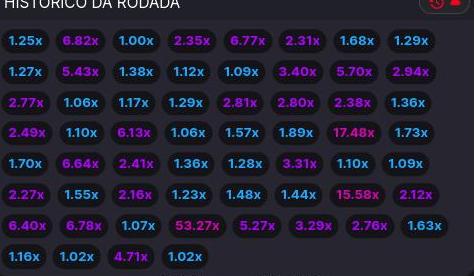 HISTÓRICO DA RODADA
1.25x 6.82x 1.00x 2.35x 6.77x 2.31x 1.68x 1.29x
1.27x 5.43x 1.38x 1.12x 1.09x 3.40x 5.70x 2.94x
2.77x 1.06x 1.17x 1.29x 2.81x 2.80x 2.38x 1.36x
2.49x 1.10x 6.13x 1.06x 1.57x 1.89x 17.48x 1.73x
1.70x 6.64x 2.41x 1.36x 1.28x 3.31x 1.10x 1.09x
2.27x 1.55x 2.16x 1.23x 1.48x 1.44x 15.58x 2.12x
6.40x 6.78x 1.07x 53.27x 5.27x 3.29x 2.76x 1.63x
1.16x 1.02x 4.71x 1.02x